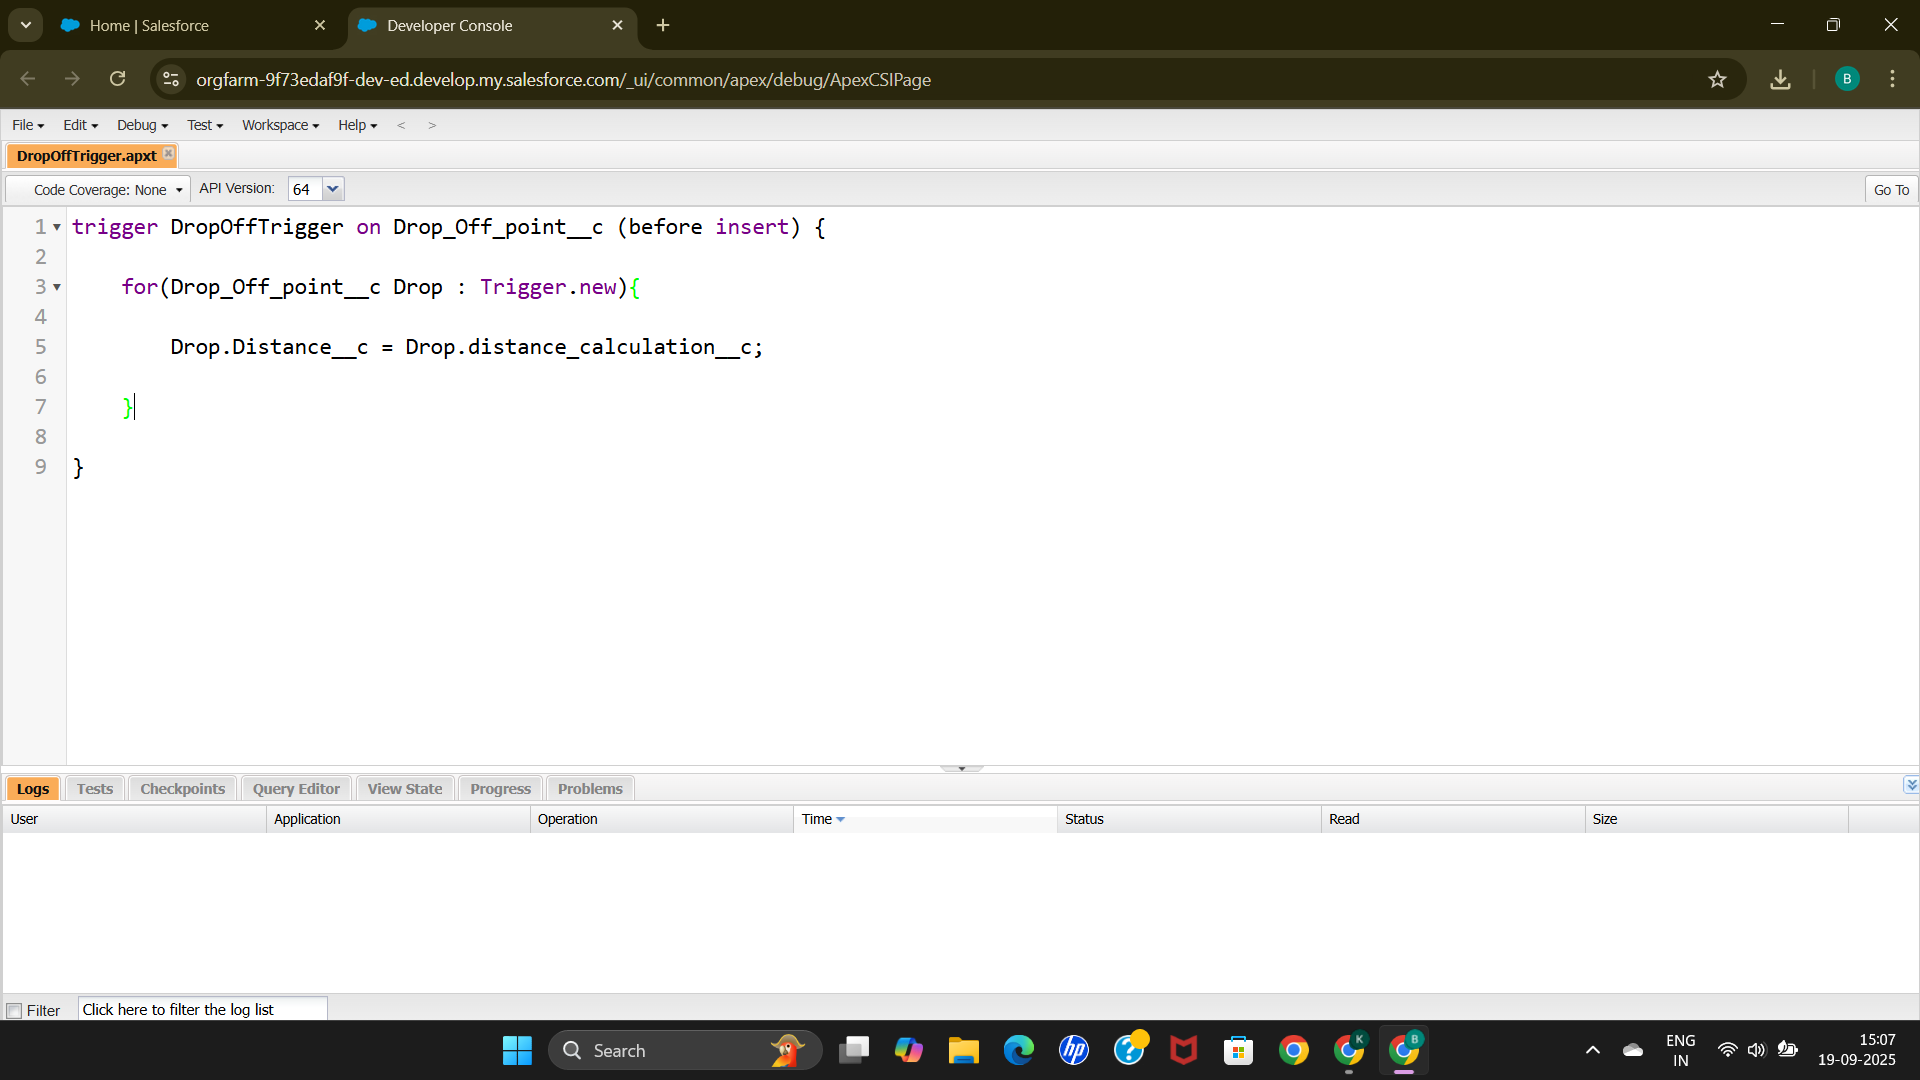 Home | Salesforce
Developer Console
orgfarm-9f73edaf9f-dev-ed.develop.my.salesforce.com/_ui/common/apex/debug/ApexCSIPage
B
File Edit Debug Test Workspace Help < >
DropOffTrigger.apxt
Code Coverage: None API Version: 64 Go To
1 trigger DropOffTrigger on Drop_Off_point__c (before insert) {
2
3 for(Drop_Off_point__c Drop : Trigger.new){
4
5 Drop.Distance__c = Drop.distance_calculation__c;
6
7 }
8
9 }
Logs Tests Checkpoints Query Editor View State Progress Problems
User Application Operation Time Status Read Size
Filter Click here to filter the log list
Search
hp
?
K
B
ENG
IN
15:07
19-09-2025